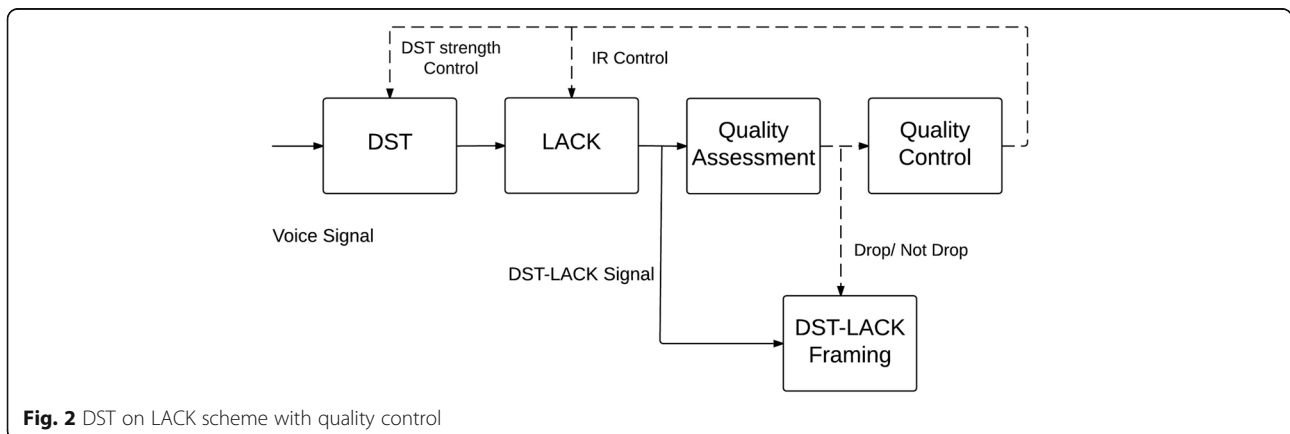 DST strength
Control
IR Control
DST
LACK
Quality
Assessment
Quality
Control
Voice Signal
Drop/ Not Drop
DST-LACK Signal
DST-LACK
Framing
Fig. 2 DST on LACK scheme with quality control